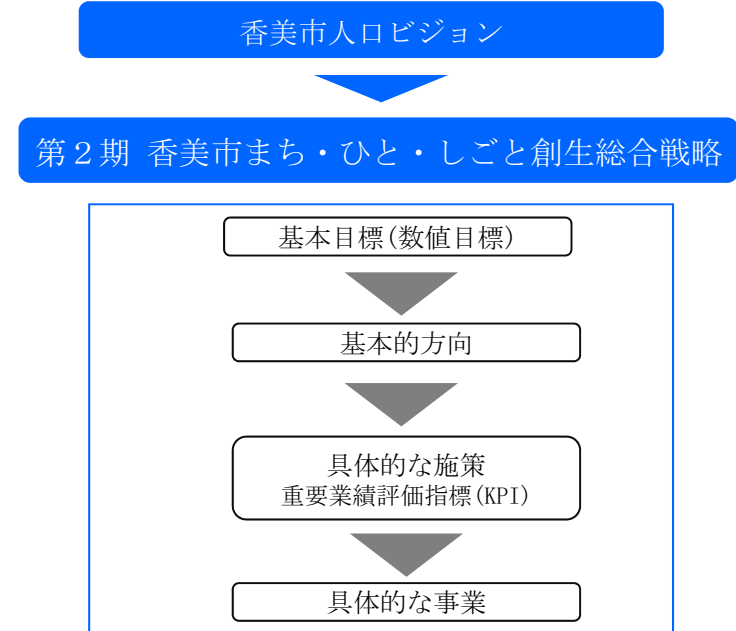 香美市人口ビジョン
第２期 香美市まち・ひと・しごと創生総合戦略
基本目標(数値目標)
基本的方向
具体的な施策
重要業績評価指標(KPI)
具体的な事業